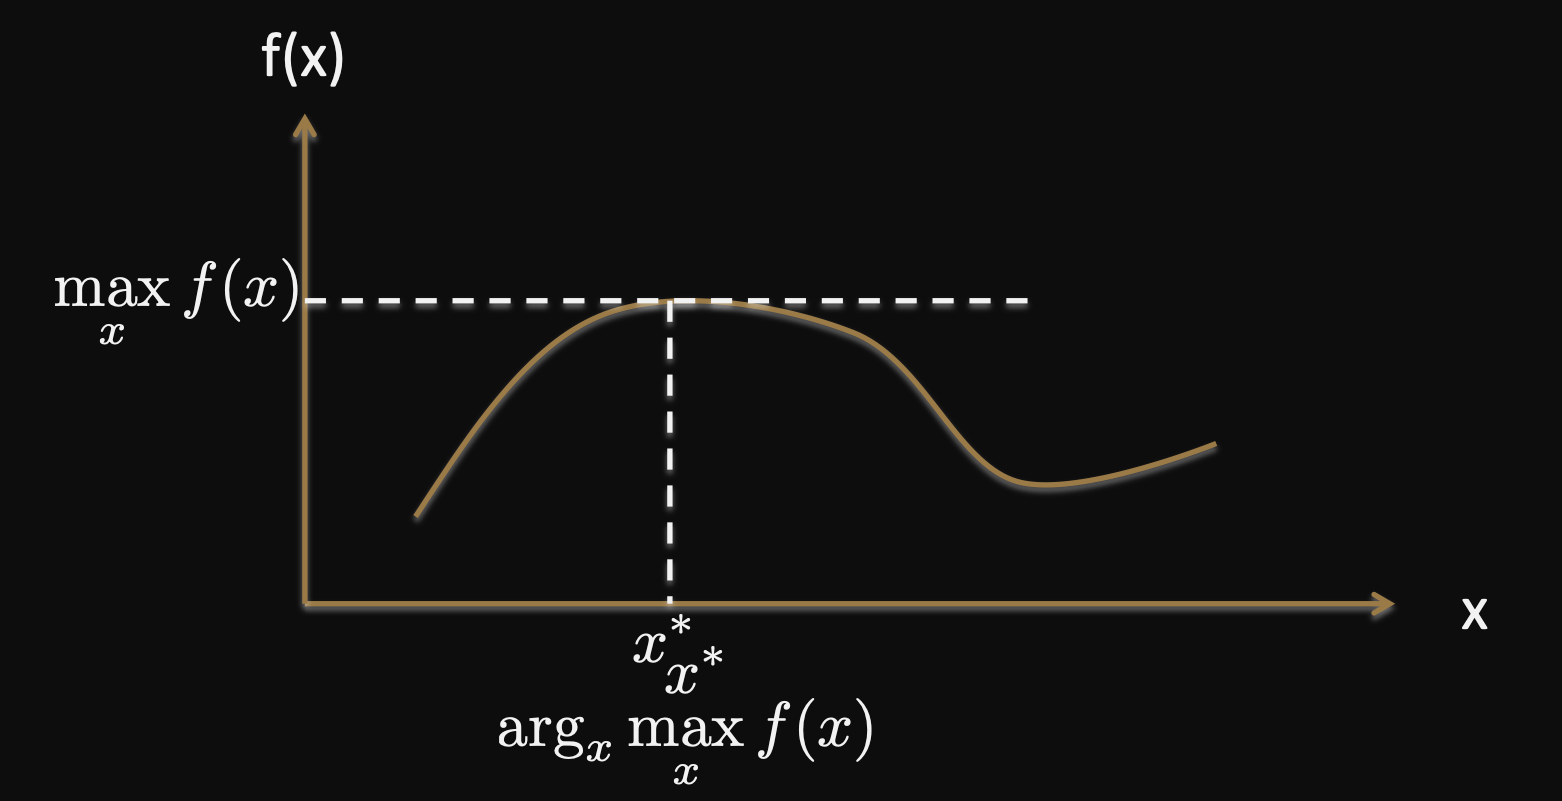 f(x)
max f(x)
x
x
x*
x*
arg_x max f(x)
x